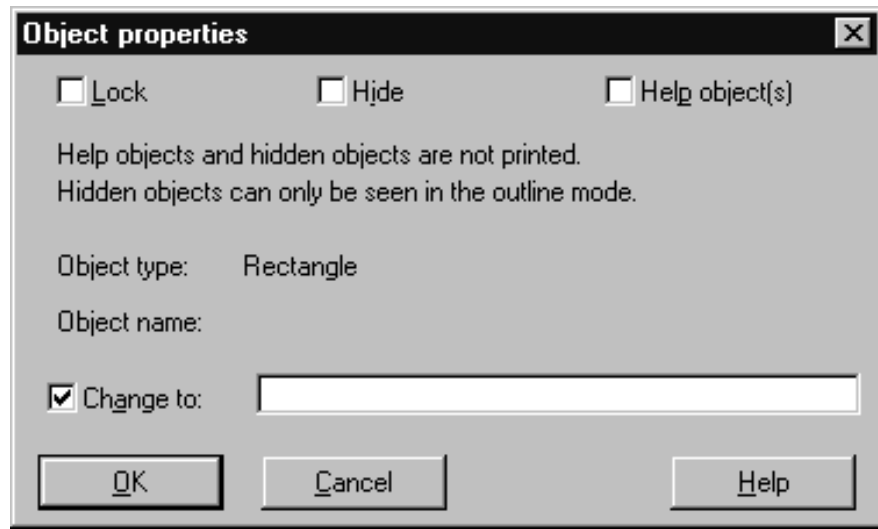 Object properties
Lock Hide Help object(s)
Help objects and hidden objects are not printed.
Hidden objects can only be seen in the outline mode.
Object type: Rectangle
Object name:
Change to:
OK Cancel Help